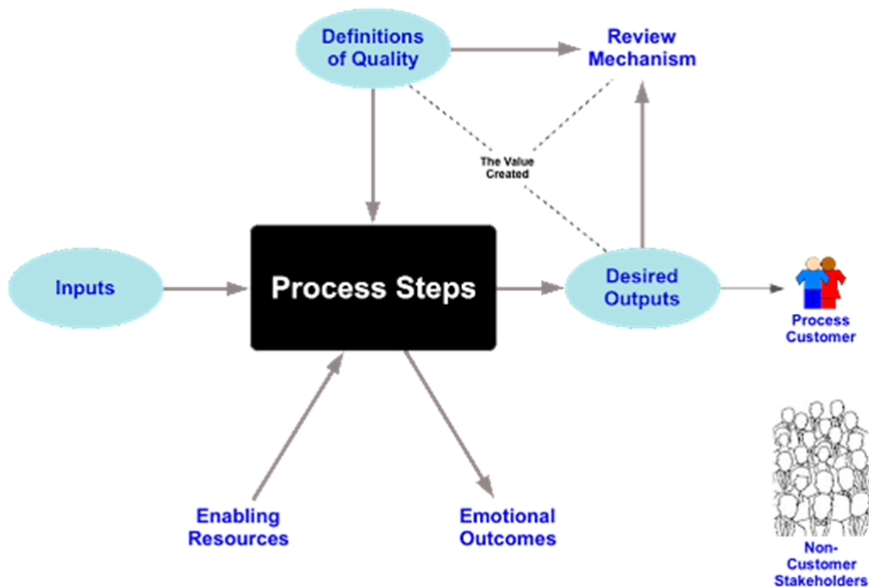 Definitions
of Quality
Review
Mechanism
The Value
Created
Inputs
Process Steps
Desired
Outputs
Process
Customer
Enabling
Resources
Emotional
Outcomes
Non-
Customer
Stakeholders